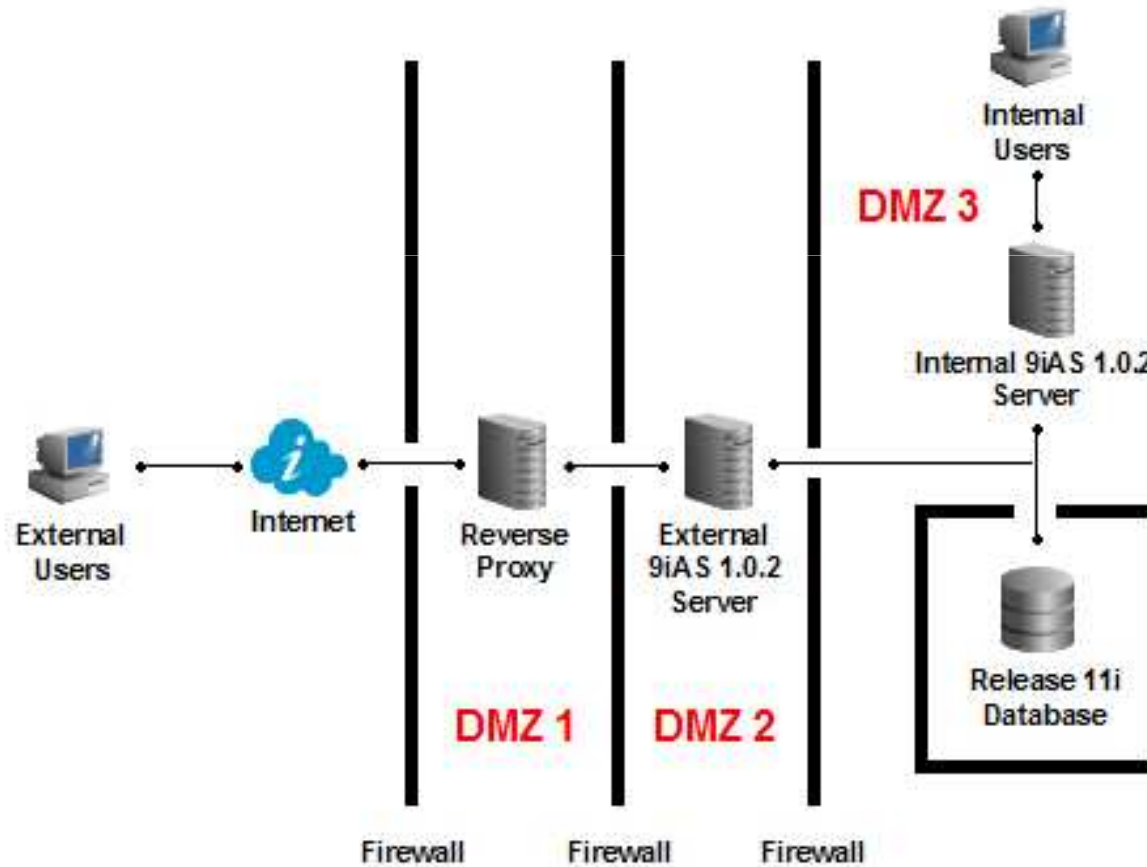 Internal
Users
DMZ 3
Internal 9iAS 1.0.2
Server
External
Users
Internet
Reverse
Proxy
External
9iAS 1.0.2
Server
Release 11i
Database
DMZ 1
DMZ 2
Firewall
Firewall
Firewall